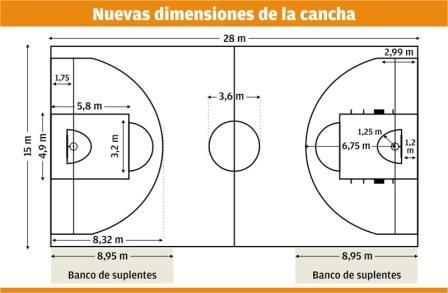 Nuevas dimensiones de la cancha
28 m
2,99 m
1,75
5,8 m
3,6 m
1,25 m
15 m
4,9 m
3,2 m
6,75 m
1,2 m
8,32 m
8,95 m
8,95 m
Banco de suplentes
Banco de suplentes